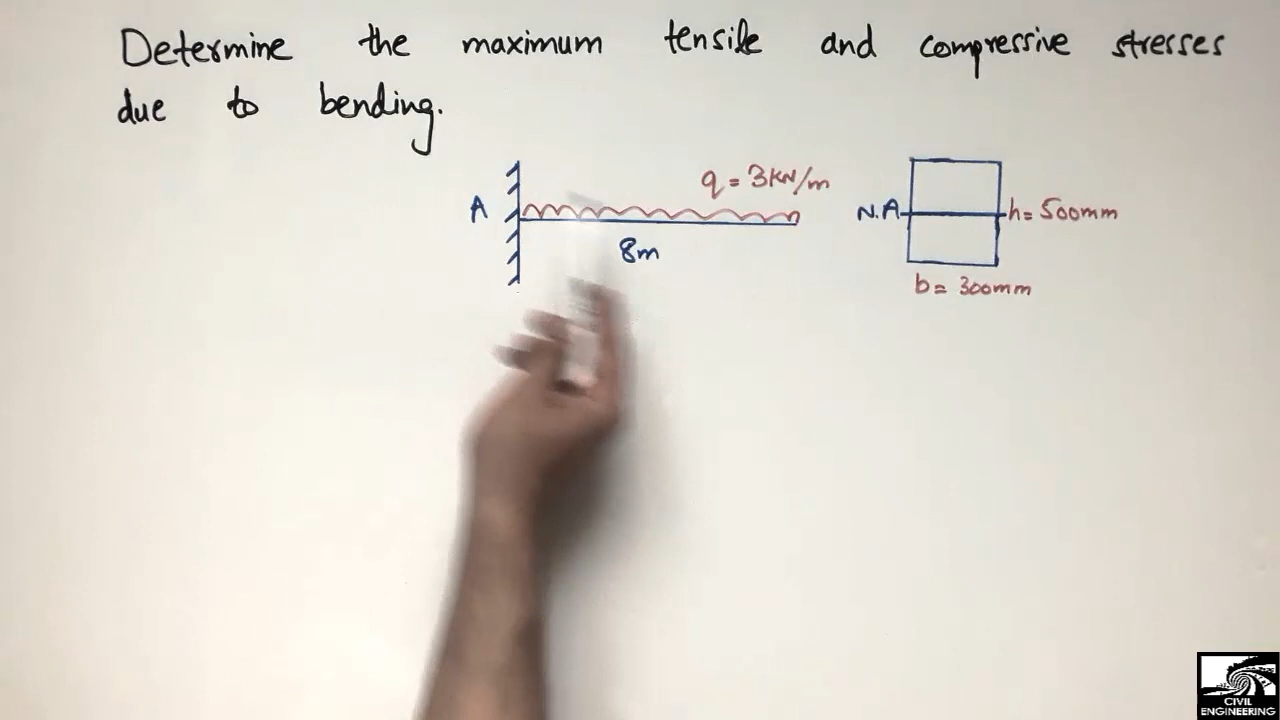 Determine the maximum tensile and compressive stresses
due to bending.
q = 3KN/m
A
8m
N.A
h= 500mm
b= 300mm
CIVIL
ENGINEERING